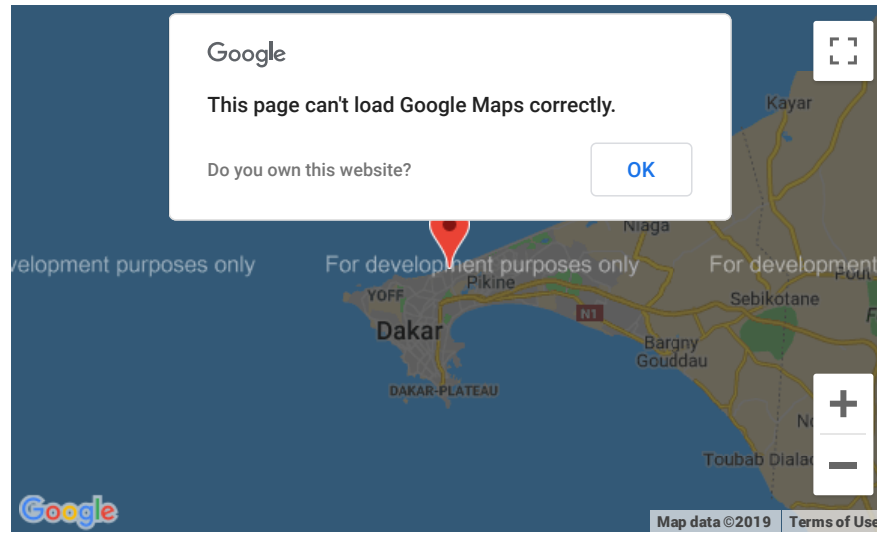 Google
This page can't load Google Maps correctly.
Do you own this website?
OK
Kayar
Niaga
velopment purposes only
For development purposes only
For development
Pout
Pikine
YOFF
Sebikotane
N1
Dakar
Bargny
Gouddau
DAKAR-PLATEAU
Toubab Dialac
Google
Map data ©2019
Terms of Use